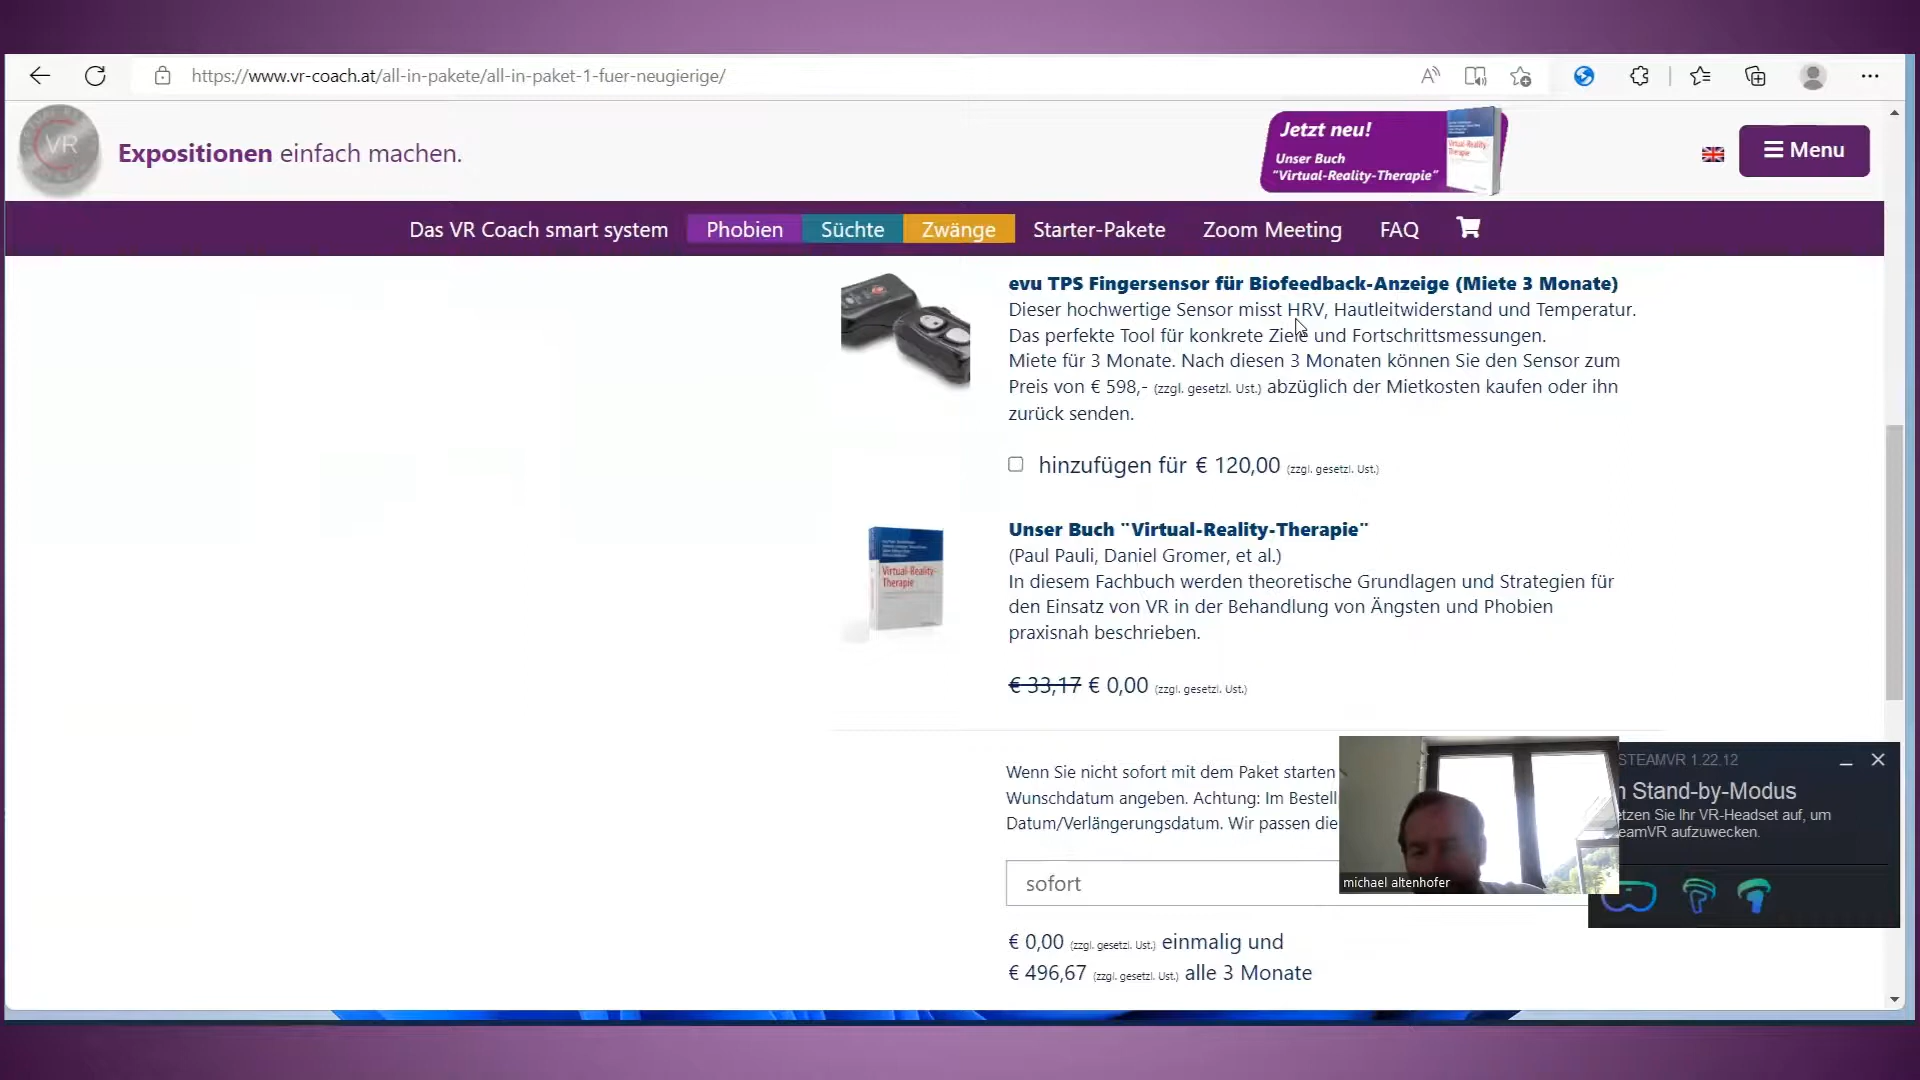 https://www.vr-coach.at/all-in-pakete/all-in-paket-1-fuer-neugierige/
VR
Expositionen einfach machen.
Jetzt neu!
Unser Buch
"Virtual-Reality-Therapie"
Virtual-Reality-
Therapie
Menu
Das VR Coach smart system
Phobien
Süchte
Zwänge
Starter-Pakete
Zoom Meeting
FAQ
evu TPS Fingersensor für Biofeedback-Anzeige (Miete 3 Monate)
Dieser hochwertige Sensor misst HRV, Hautleitwiderstand und Temperatur.
Das perfekte Tool für konkrete Ziele und Fortschrittsmessungen.
Miete für 3 Monate. Nach diesen 3 Monaten können Sie den Sensor zum
Preis von € 598,- (zzgl. gesetzl. Ust.) abzüglich der Mietkosten kaufen oder ihn
zurück senden.
hinzufügen für € 120,00 (zzgl. gesetzl. Ust.)
Virtual-Reality-
Therapie
Unser Buch ¨Virtual-Reality-Therapie¨
(Paul Pauli, Daniel Gromer, et al.)
In diesem Fachbuch werden theoretische Grundlagen und Strategien für
den Einsatz von VR in der Behandlung von Ängsten und Phobien
praxisnah beschrieben.
€ 33,17 € 0,00 (zzgl. gesetzl. Ust.)
Wenn Sie nicht sofort mit dem Paket starten
Wunschdatum angeben. Achtung: Im Bestell
Datum/Verlängerungsdatum. Wir passen die
sofort
€ 0,00 (zzgl. gesetzl. Ust.) einmalig und
€ 496,67 (zzgl. gesetzl. Ust.) alle 3 Monate
michael altenhofer
STEAMVR 1.22.12
n Stand-by-Modus
etzen Sie Ihr VR-Headset auf, um
eamVR aufzuwecken.